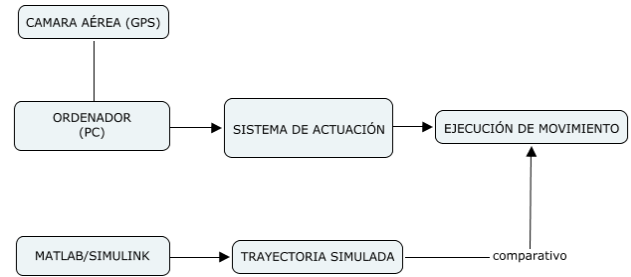 CAMARA AÉREA (GPS)
ORDENADOR
(PC)
SISTEMA DE ACTUACIÓN
EJECUCIÓN DE MOVIMIENTO
MATLAB/SIMULINK
TRAYECTORIA SIMULADA
comparativo